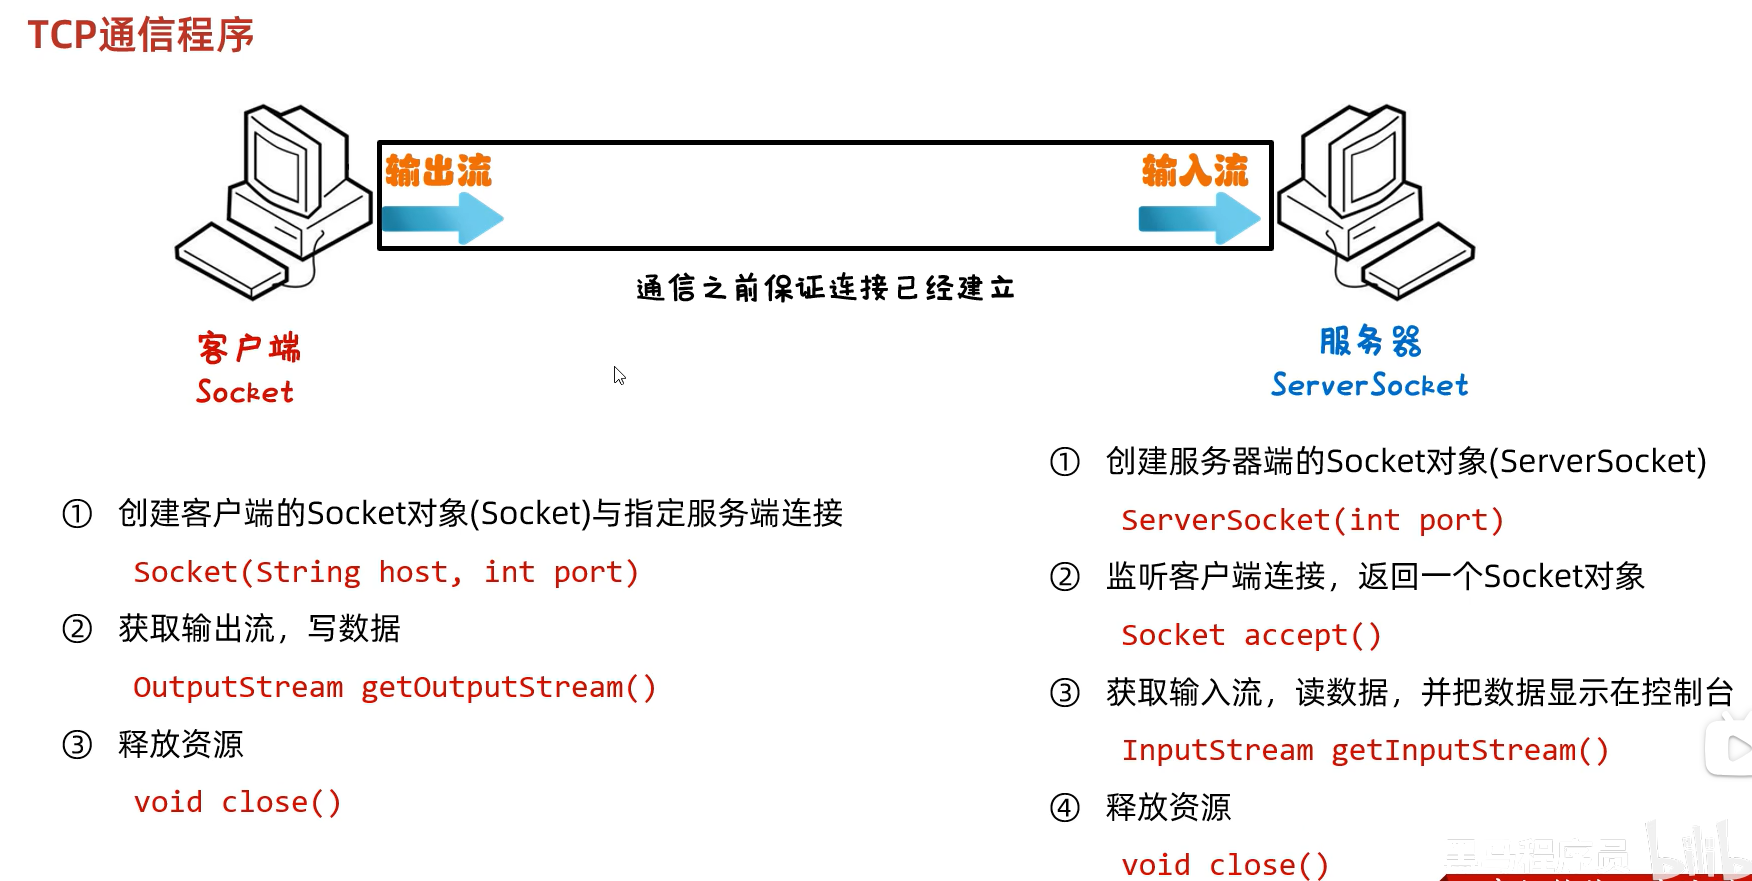 TCP通信程序
输出流
输入流
通信之前保证连接已经建立
客户端
Socket
服务器
ServerSocket
① 创建客户端的Socket对象(Socket)与指定服务端连接
Socket(String host, int port)
② 获取输出流，写数据
OutputStream getOutputStream()
③ 释放资源
void close()
① 创建服务器端的Socket对象(ServerSocket)
ServerSocket(int port)
② 监听客户端连接，返回一个Socket对象
Socket accept()
③ 获取输入流，读数据，并把数据显示在控制台
InputStream getInputStream()
④ 释放资源
void close()
黑马程序员